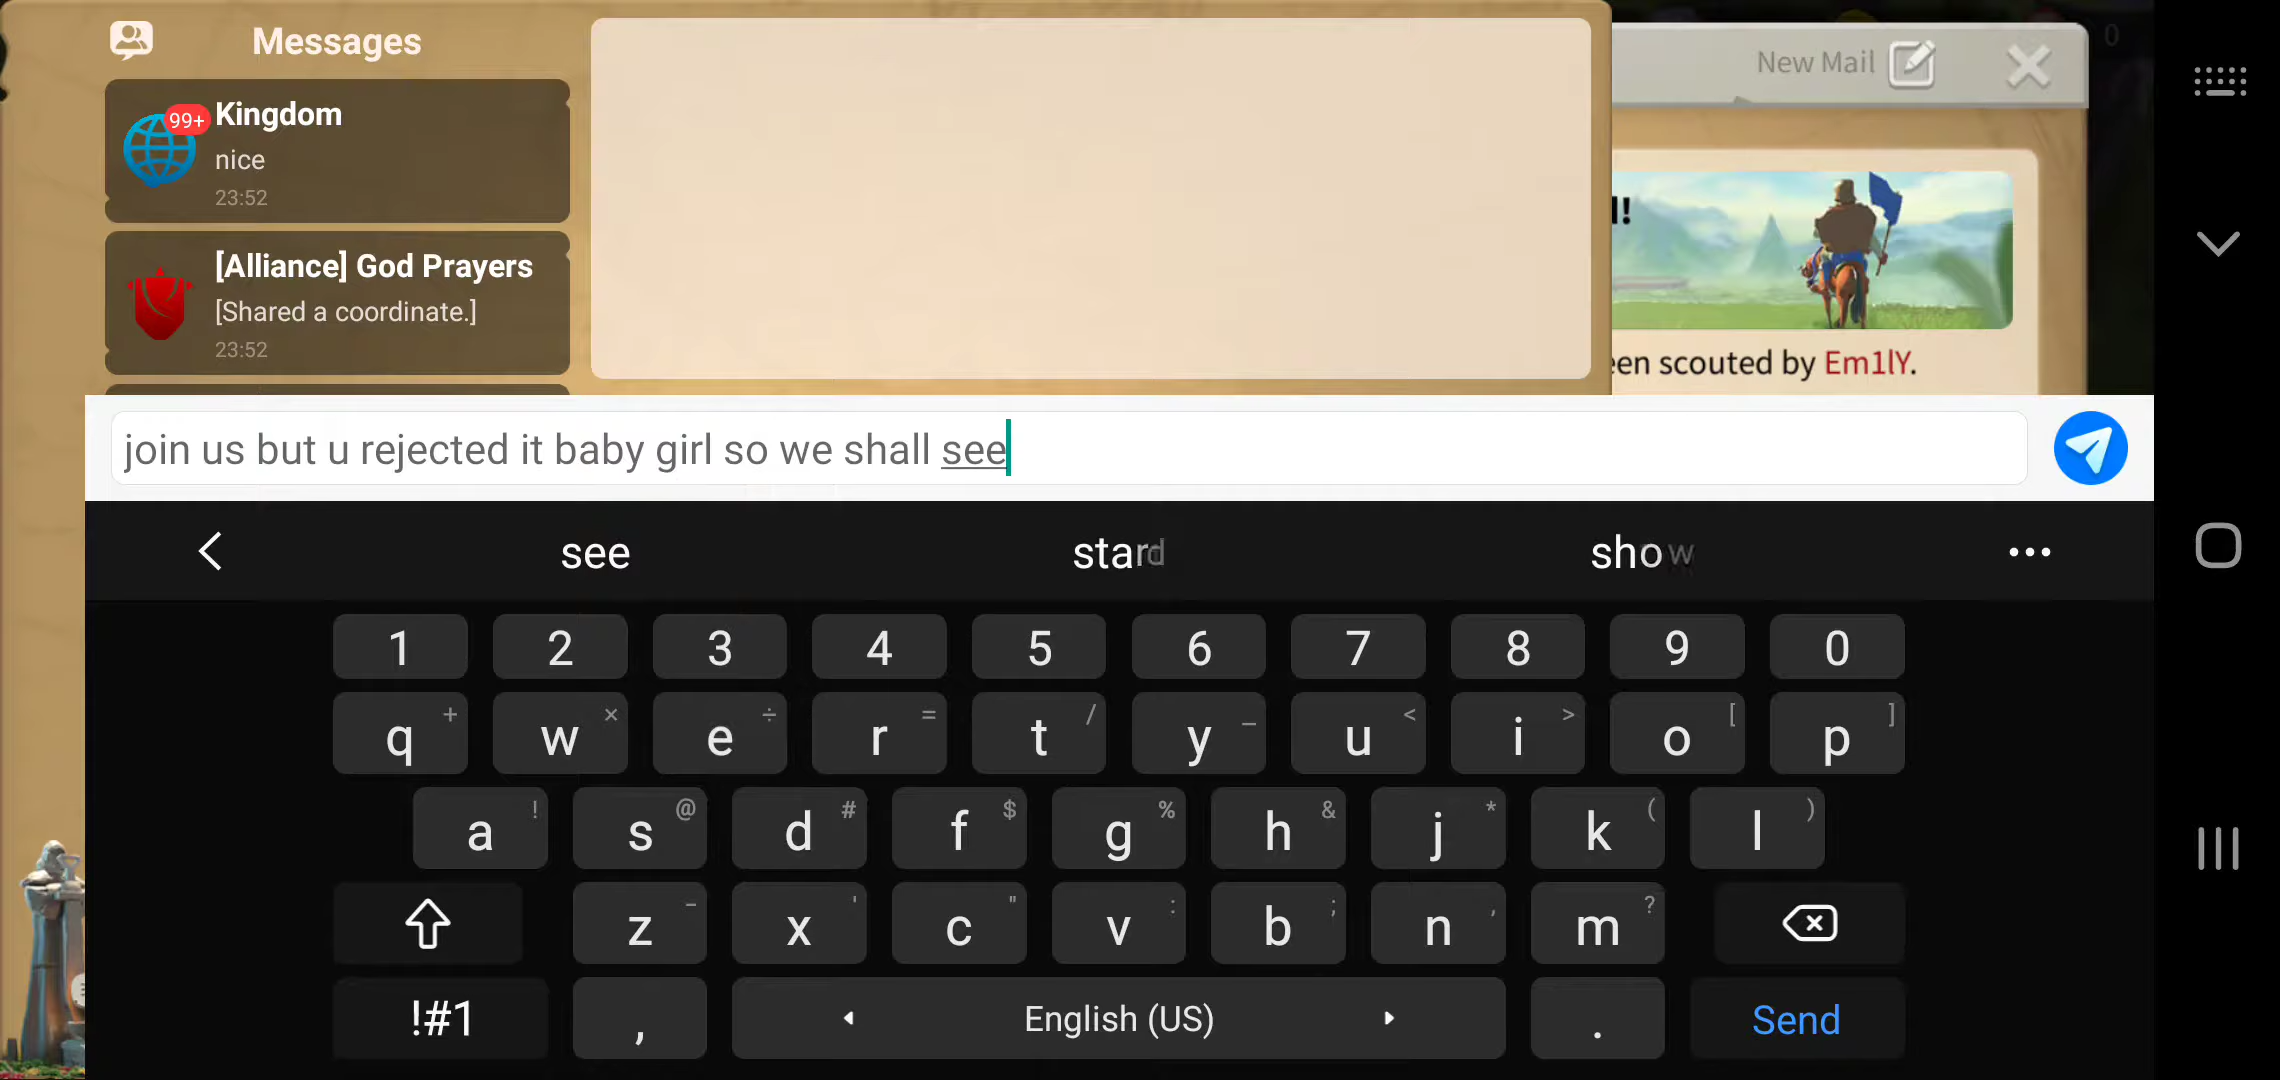 Messages
Kingdom
99+
nice
23:52
[Alliance] God Prayers
[Shared a coordinate.]
23:52
New Mail
0
!
en scouted by Em1lY.
join us but u rejected it baby girl so we shall see
see
stard
show
1 2 3 4 5 6 7 8 9 0
+ × ÷ = / _ < > [ ]
q w e r t y u i o p
! @ # $ % & * ( )
a s d f g h j k l
- ' " : ; , ?
z x c v b n m
!#1 , English (US) . Send